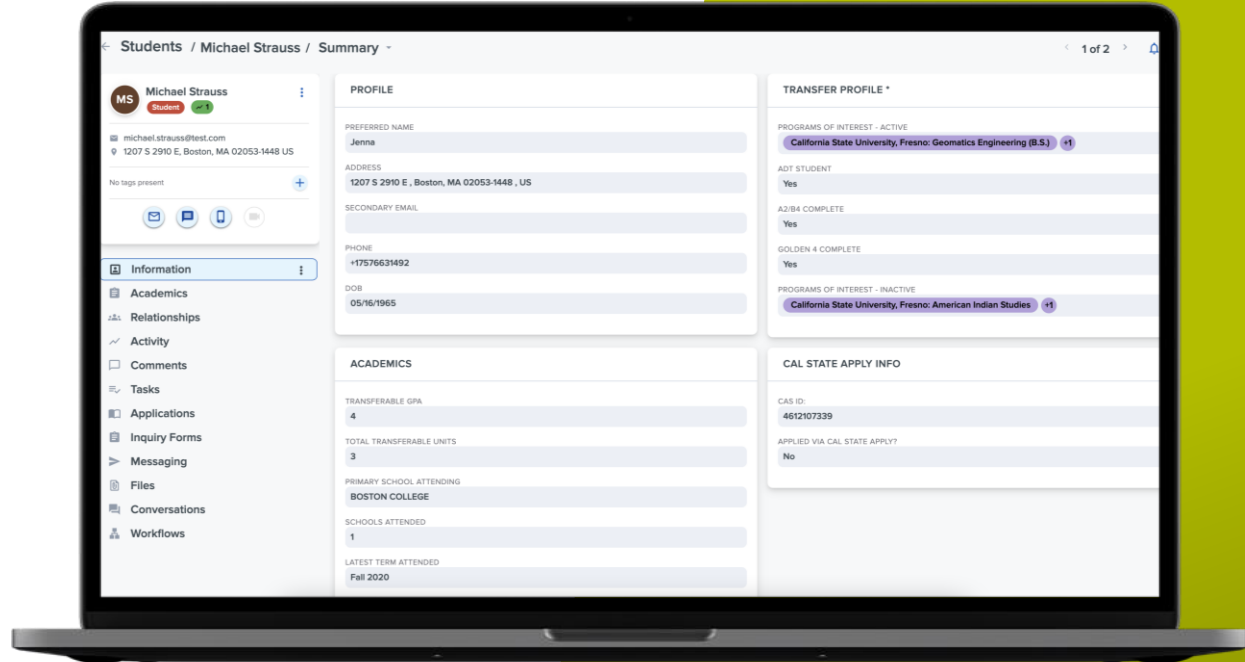 Students / Michael Strauss / Summary
1 of 2
MS
Michael Strauss
Student
1
michael.strauss@test.com
1207 S 2910 E, Boston, MA 02053-1448 US
No tags present
Information
Academics
Relationships
Activity
Comments
Tasks
Applications
Inquiry Forms
Messaging
Files
Conversations
Workflows
PROFILE
PREFERRED NAME
Jenna
ADDRESS
1207 S 2910 E , Boston, MA 02053-1448 , US
SECONDARY EMAIL
PHONE
+17576631492
DOB
05/16/1965
ACADEMICS
TRANSFERABLE GPA
4
TOTAL TRANSFERABLE UNITS
3
PRIMARY SCHOOL ATTENDING
BOSTON COLLEGE
SCHOOLS ATTENDED
1
LATEST TERM ATTENDED
Fall 2020
TRANSFER PROFILE *
PROGRAMS OF INTEREST - ACTIVE
California State University, Fresno: Geomatics Engineering (B.S.) +1
ADT STUDENT
Yes
A2/B4 COMPLETE
Yes
GOLDEN 4 COMPLETE
Yes
PROGRAMS OF INTEREST - INACTIVE
California State University, Fresno: American Indian Studies +1
CAL STATE APPLY INFO
CAS ID:
4612107339
APPLIED VIA CAL STATE APPLY?
No